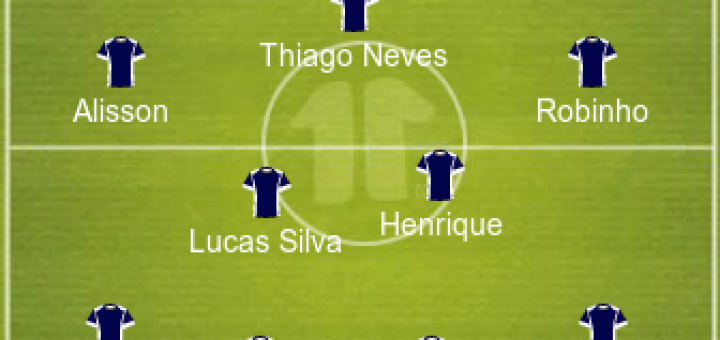 Thiago Neves
Alisson
Robinho
Henrique
Lucas Silva